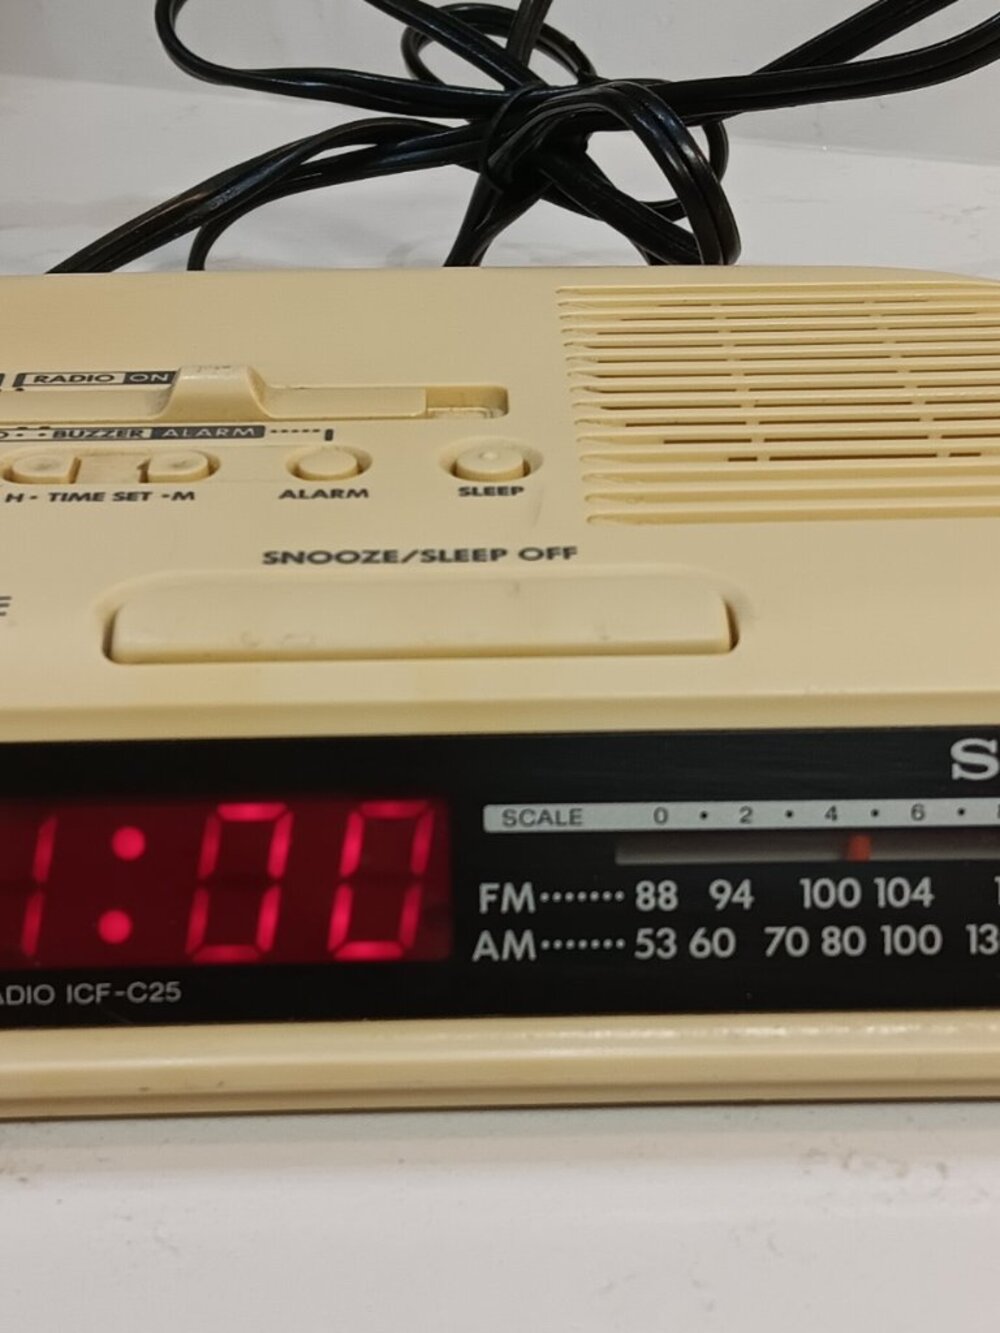 RADIO ON
BUZZER ALARM
H - TIME SET - M ALARM SLEEP
SNOOZE/SLEEP OFF
1:00
SCALE 0 • 2 • 4 • 6 •
FM······· 88 94 100 104
AM······· 53 60 70 80 100 13
ICF-C25